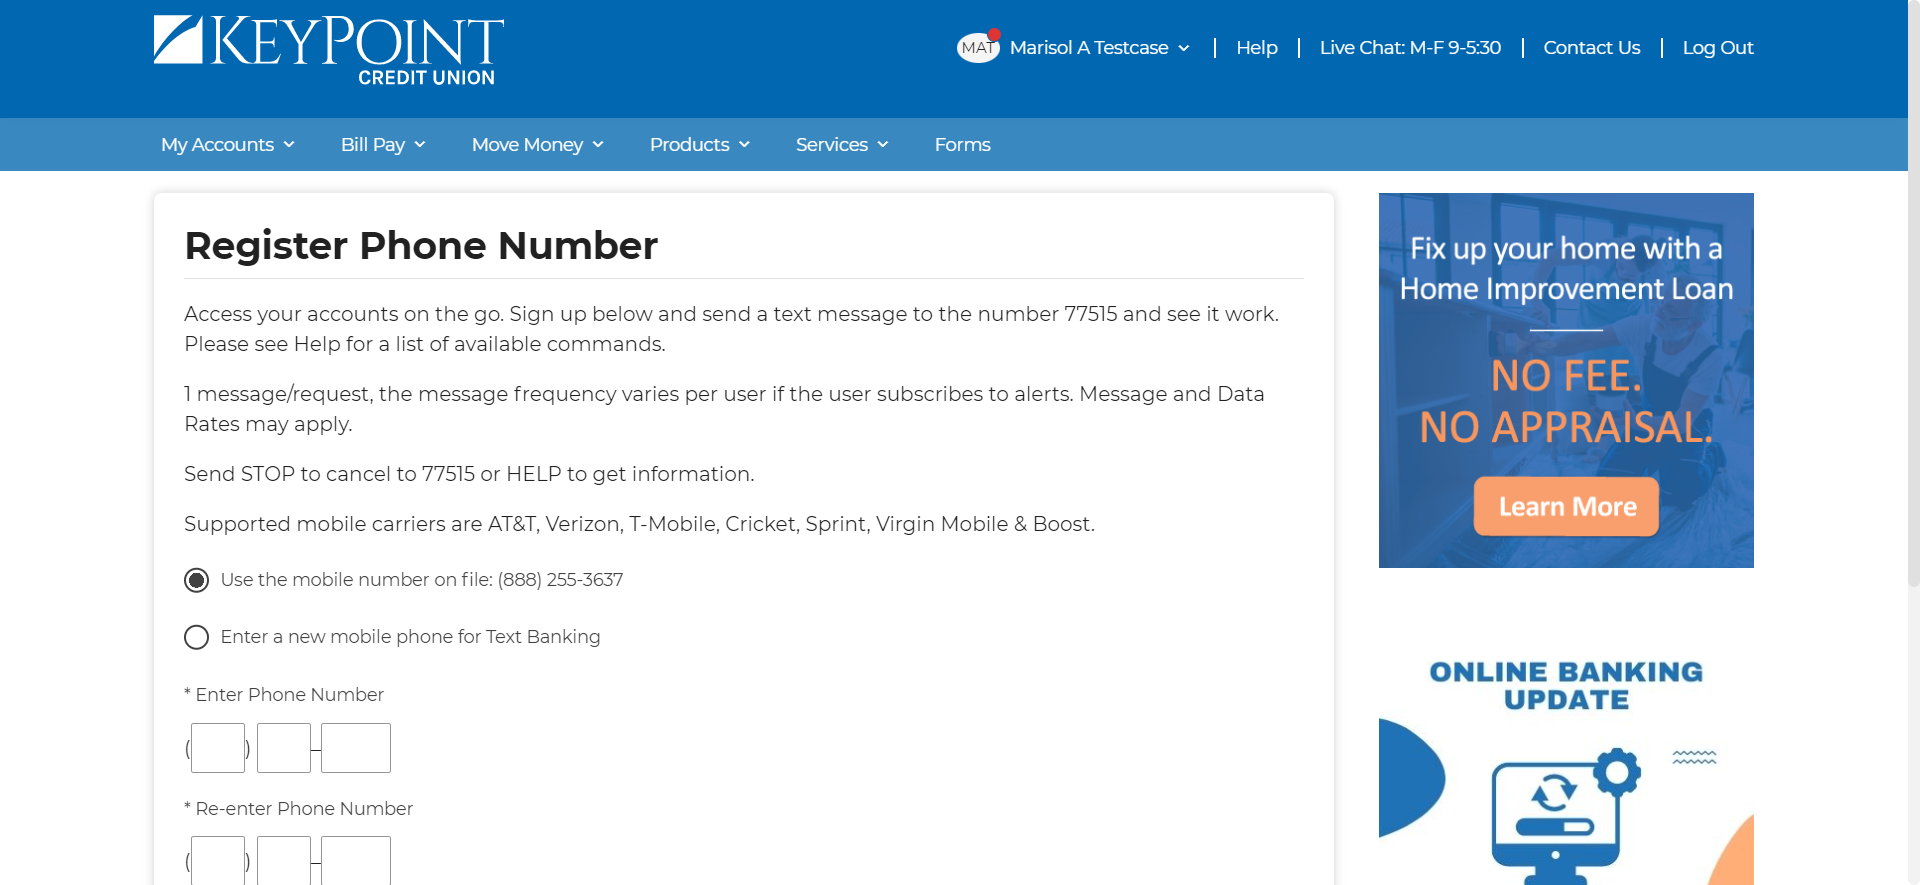 KEYPOINT
CREDIT UNION
MAT
Marisol A Testcase
Help
Live Chat: M-F 9-5:30
Contact Us
Log Out
My Accounts
Bill Pay
Move Money
Products
Services
Forms
Register Phone Number
Access your accounts on the go. Sign up below and send a text message to the number 77515 and see it work.
Please see Help for a list of available commands.
1 message/request, the message frequency varies per user if the user subscribes to alerts. Message and Data
Rates may apply.
Send STOP to cancel to 77515 or HELP to get information.
Supported mobile carriers are AT&T, Verizon, T-Mobile, Cricket, Sprint, Virgin Mobile & Boost.
Use the mobile number on file: (888) 255-3637
Enter a new mobile phone for Text Banking
* Enter Phone Number
( ) –
* Re-enter Phone Number
( ) –
Fix up your home with a
Home Improvement Loan
NO FEE.
NO APPRAISAL.
Learn More
ONLINE BANKING
UPDATE